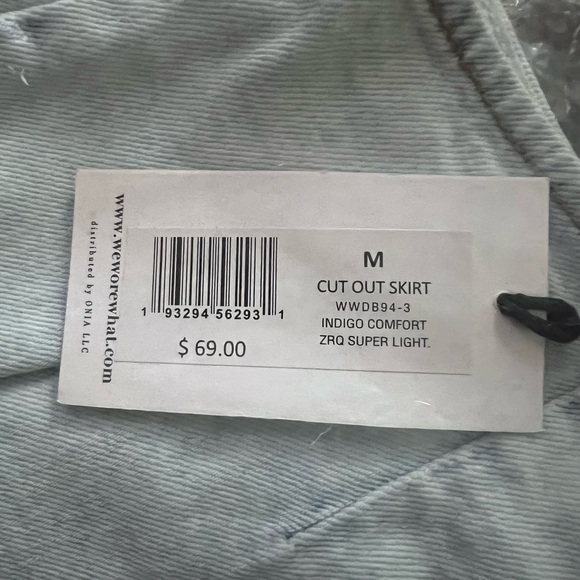 www.weworewhat.com
distributed by ONIA LLC
1 93294 56293 1
$ 69.00
M
CUT OUT SKIRT
WWDB94-3
INDIGO COMFORT
ZRQ SUPER LIGHT.